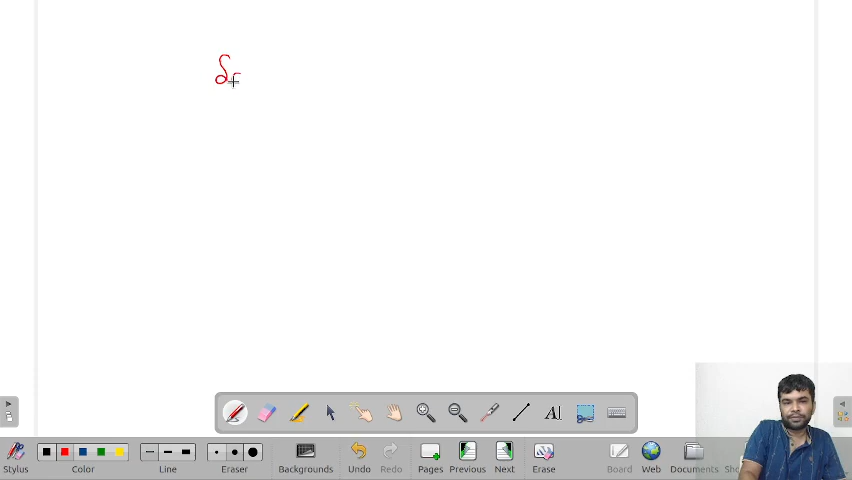 δ
Stylus
Color
Line
Eraser
Backgrounds
Undo
Redo
Pages
Previous
Next
Erase
Board
Web
Documents